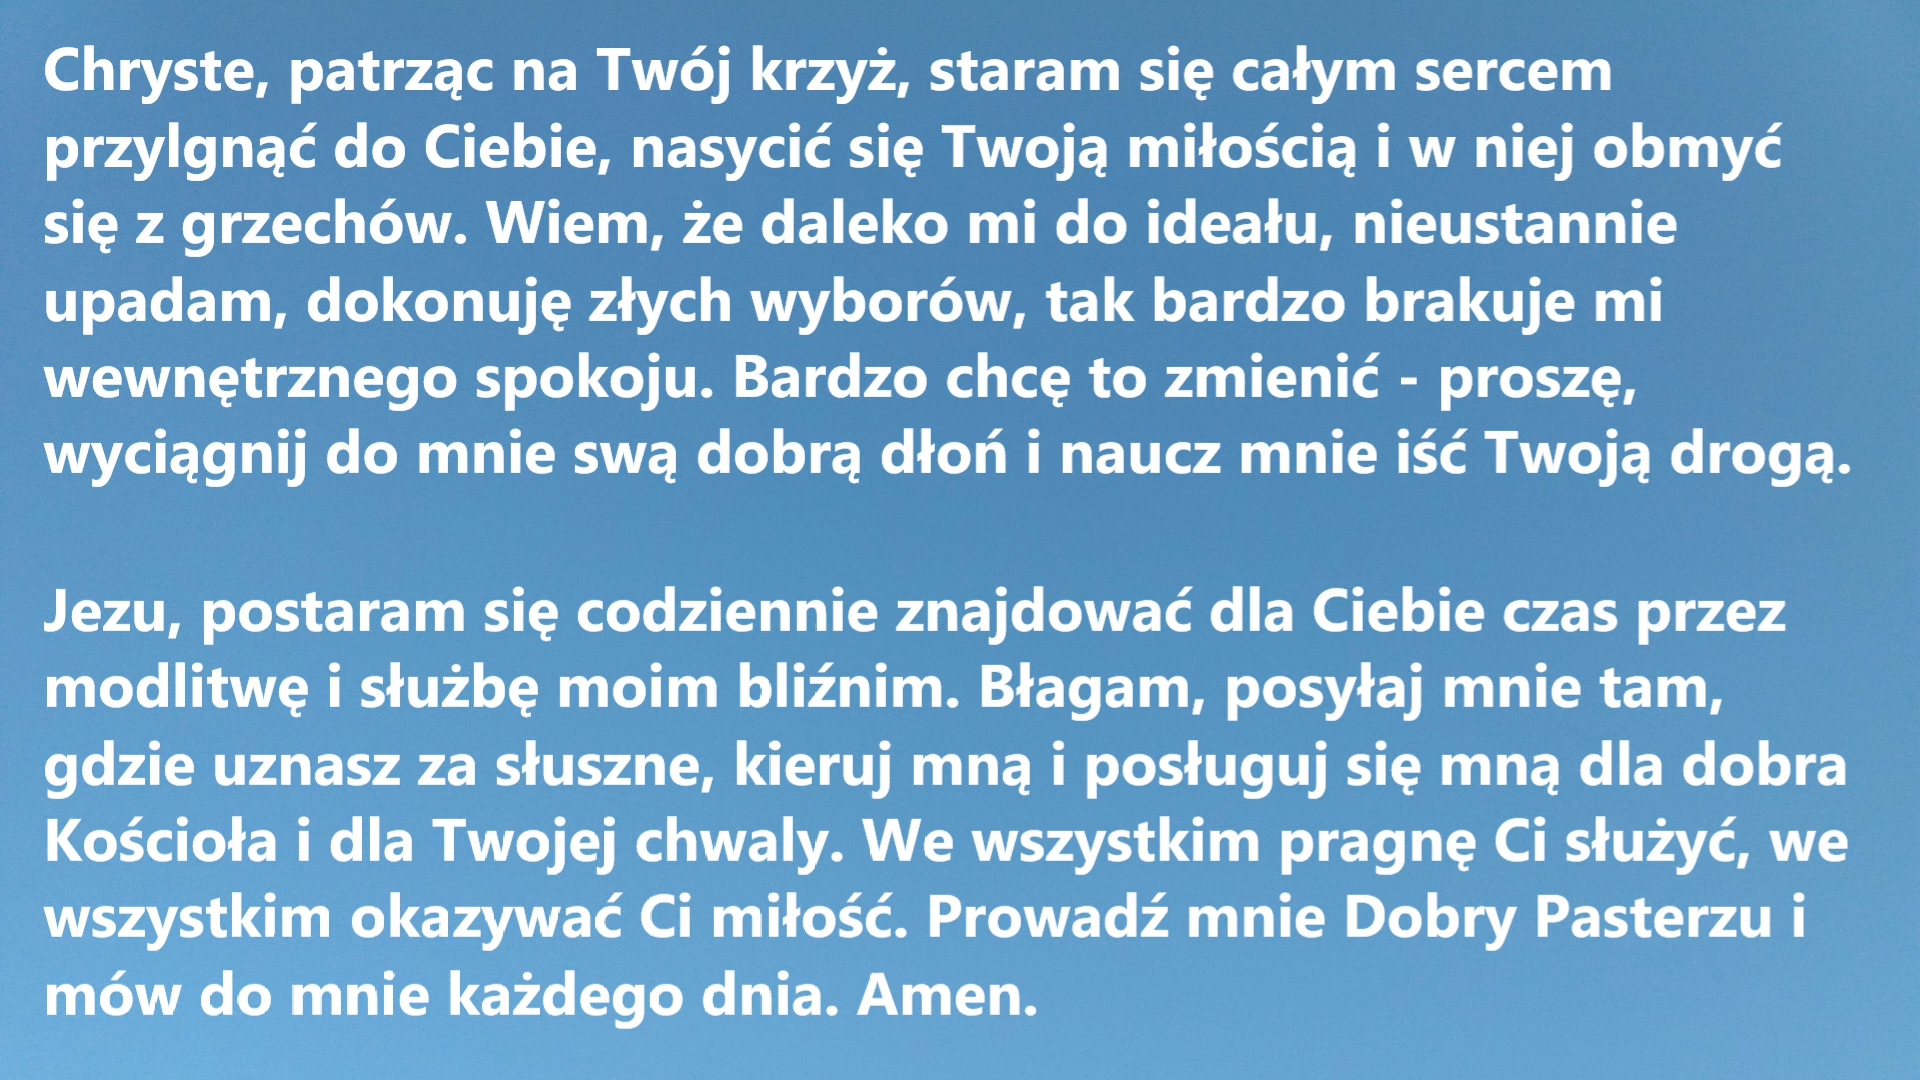 Chryste, patrząc na Twój krzyż, staram się całym sercem
przylgnąć do Ciebie, nasycić się Twoją miłością i w niej obmyć
się z grzechów. Wiem, że daleko mi do ideału, nieustannie
upadam, dokonuję złych wyborów, tak bardzo brakuje mi
wewnętrznego spokoju. Bardzo chcę to zmienić - proszę,
wyciągnij do mnie swą dobrą dłoń i naucz mnie iść Twoją drogą.
Jezu, postaram się codziennie znajdować dla Ciebie czas przez
modlitwę i służbę moim bliźnim. Błagam, posyłaj mnie tam,
gdzie uznasz za słuszne, kieruj mną i posługuj się mną dla dobra
Kościoła i dla Twojej chwaly. We wszystkim pragnę Ci służyć, we
wszystkim okazywać Ci miłość. Prowadź mnie Dobry Pasterzu i
mów do mnie każdego dnia. Amen.